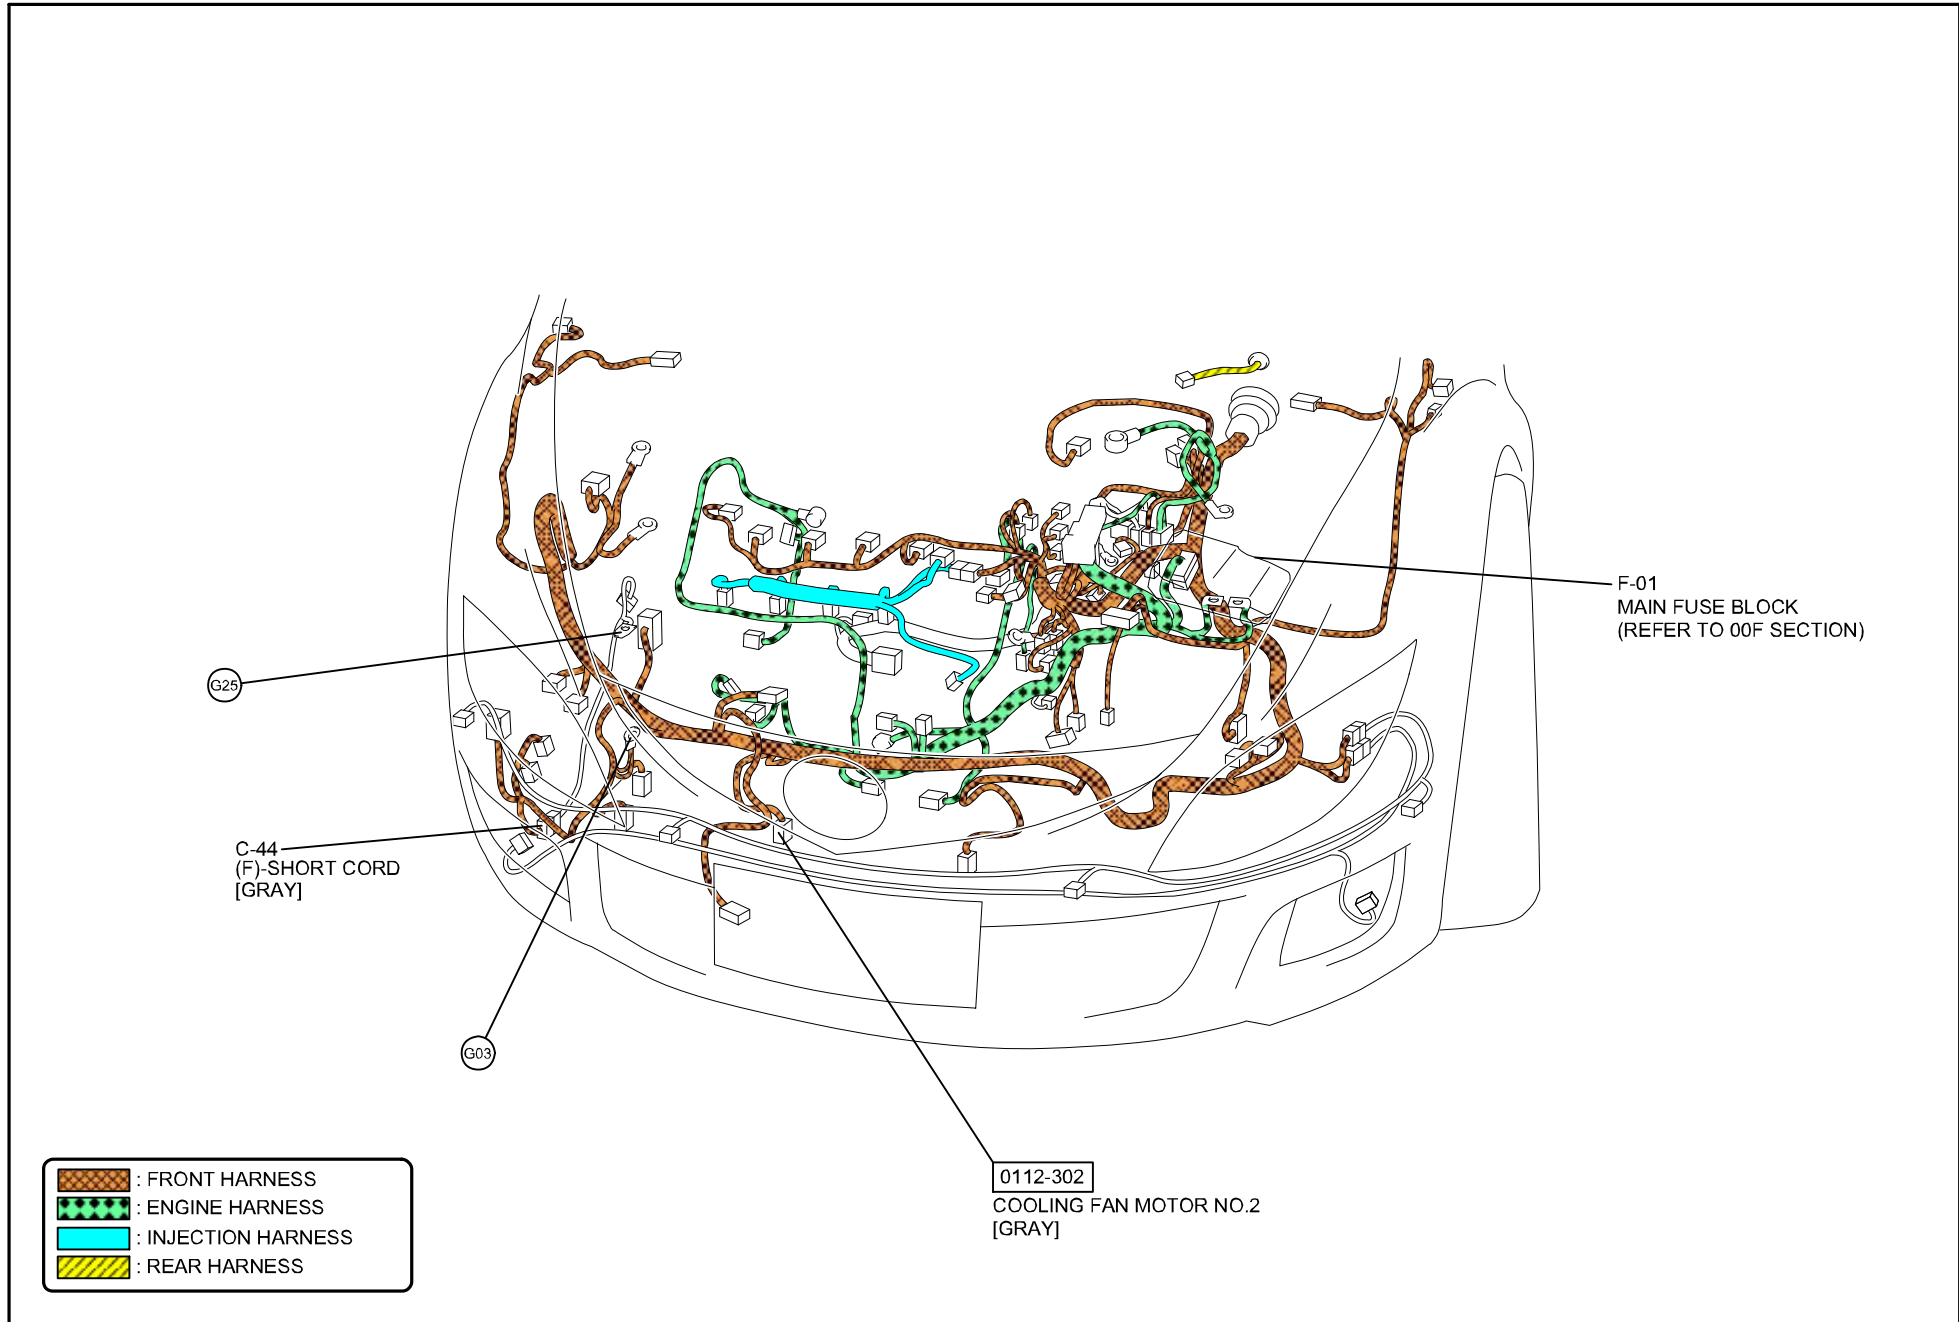 F-01
MAIN FUSE BLOCK
(REFER TO 00F SECTION)
G25
C-44
(F)-SHORT CORD
[GRAY]
G03
0112-302
COOLING FAN MOTOR NO.2
[GRAY]
: FRONT HARNESS
: ENGINE HARNESS
: INJECTION HARNESS
: REAR HARNESS